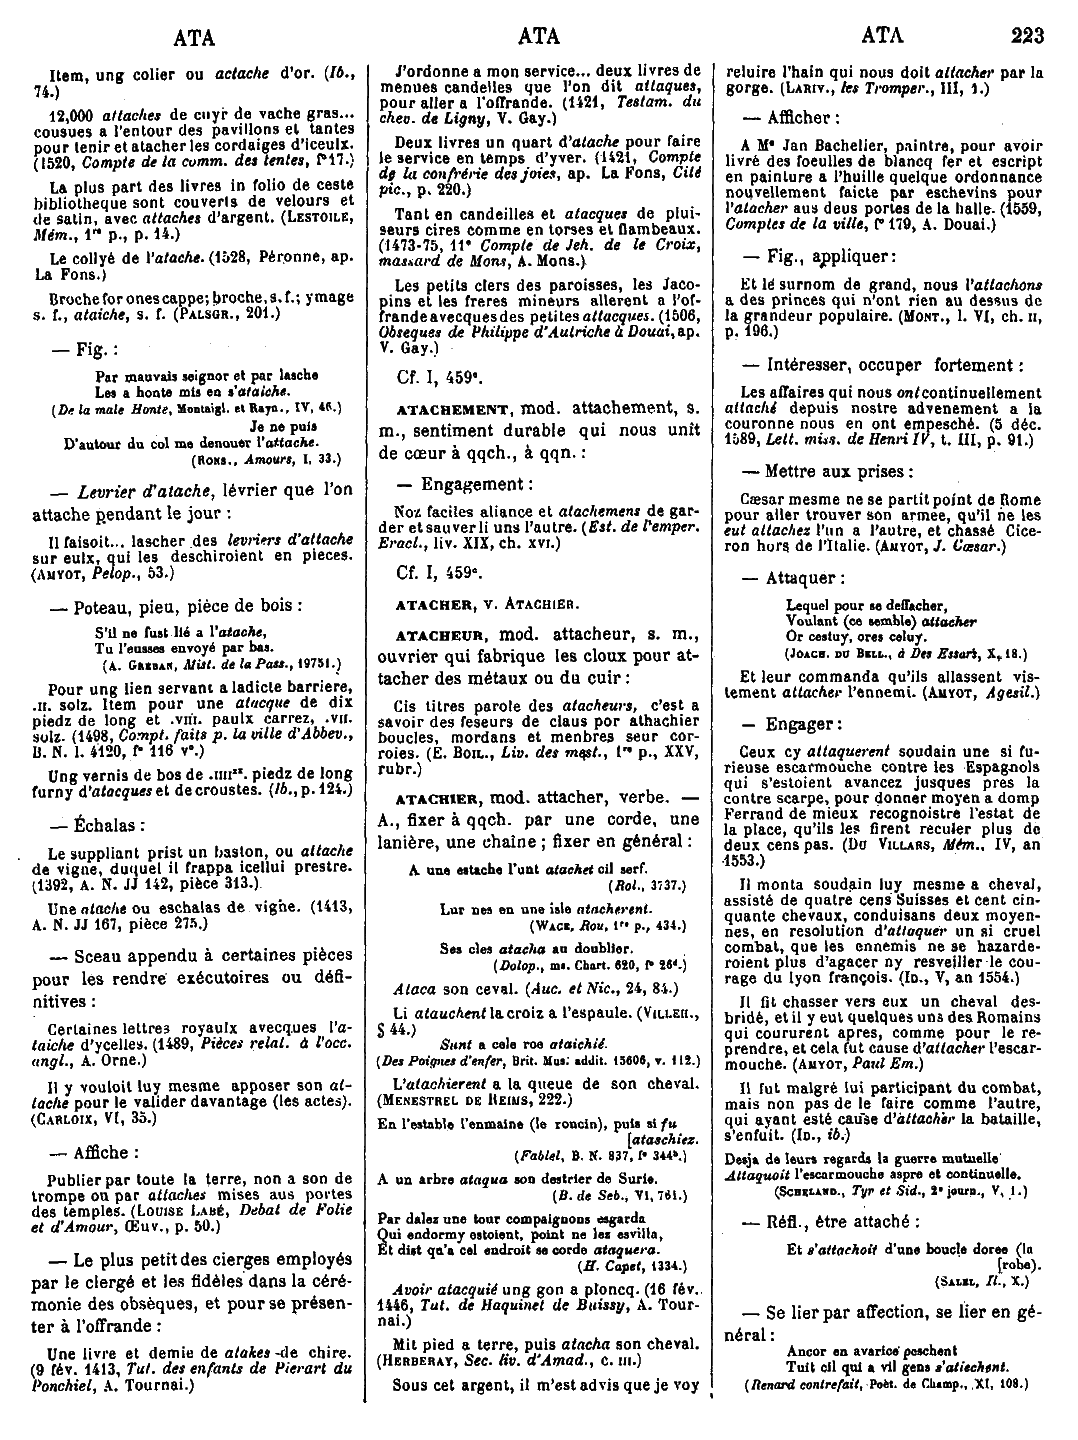 ATA
ATA
ATA
223
Item, ung colier ou actache d'or. (Ib.,
74.)
12,000 attaches de cuyr de vache gras...
cousues a l'entour des pavillons et tantes
pour tenir et atacher les cordaiges d'iceulx.
(1520, Compte de la comm. des tentes, f° 17.)
La plus part des livres in folio de ceste
bibliotheque sont couverts de velours et
de satin, avec attaches d'argent. (LESTOILE,
Mém., 1re p., p. 14.)
Le collyé de l'atache. (1528, Péronne, ap.
La Fons.)
Broche for ones cappe; broche, s. f.; ymage
s. f., ataiche, s. f. (PALSGR., 201.)
— Fig. :
Par mauvais seignor et par lasche
Les a honte mis en s'ataiche.
(De la male Honte, Montaigl. et Rayn., IV, 46.)
Je ne puis
D'autour du col me denouer l'attache.
(RONS., Amours, I, 33.)
— Levrier d'atache, lévrier que l'on
attache pendant le jour :
Il faisoit... lascher des levriers d'attache
sur eulx, qui les deschiroient en pieces.
(AMYOT, Pelop., 53.)
— Poteau, pieu, pièce de bois :
S'il ne fust lié a l'atache,
Tu l'eusses envoyé par bas.
(A. GREBAN, Mist. de la Pass., 19751.)
Pour ung lien servant a ladicte barriere,
.II. solz. Item pour une atacque de dix
piedz de long et .VIII. paulx carrez, .VII.
solz. (1498, Compt. faits p. la ville d'Abbev.,
B. N. l. 4120, f° 116 v°.)
Ung vernis de bos de .IIIIxx. piedz de long
furny d'atacques et de croustes. (Ib., p. 124.)
— Échalas :
Le suppliant prist un baston, ou attache
de vigne, duquel il frappa icellui prestre.
(1392, A. N. JJ 142, pièce 313.)
Une atache ou eschalas de vigne. (1413,
A. N. JJ 167, pièce 275.)
— Sceau appendu à certaines pièces
pour les rendre exécutoires ou défi-
nitives :
Certaines lettres royaulx avecques l'a-
taiche d'ycelles. (1489, Pièces relat. à l'occ.
angl., A. Orne.)
Il y vouloit luy mesme apposer son at-
tache pour le valider davantage (les actes).
(CARLOIX, VI, 35.)
— Affiche :
Publier par toute la terre, non a son de
trompe ou par attaches mises aus portes
des temples. (LOUISE LABÉ, Debat de Folie
et d'Amour, Œuv., p. 50.)
— Le plus petit des cierges employés
par le clergé et les fidèles dans la céré-
monie des obsèques, et pour se présen-
ter à l'offrande :
Une livre et demie de atakes de chire.
(9 fév. 1413, Tut. des enfants de Pierart du
Ponchiel, A. Tournai.)
J'ordonne a mon service... deux livres de
menues candelles que l'on dit attaques,
pour aller a l'offrande. (1421, Testam. du
chev. de Ligny, V. Gay.)
Deux livres un quart d'atache pour faire
le service en temps d'yver. (1421, Compte
de la confrérie des joies, ap. La Fons, Cité
pic., p. 220.)
Tant en candeilles et atacques de plui-
seurs cires comme en torses et flambeaux.
(1473-75, 11e Compte de Jeh. de le Croix,
massard de Mons, A. Mons.)
Les petits clers des paroisses, les Jaco-
pins et les freres mineurs allerent a l'of-
frande avecques des petites attacques. (1506,
Obseques de Philippe d'Autriche à Douai, ap.
V. Gay.)
Cf. I, 459c.
ATACHEMENT, mod. attachement, s.
m., sentiment durable qui nous unit
de cœur à qqch., à qqn. :
— Engagement :
Noz faciles aliance et atachemens de gar-
der et sauver li uns l'autre. (Est. de l'emper.
Eracl., liv. XIX, ch. XVI.)
Cf. I, 459c.
ATACHER, V. ATACHIER.
ATACHEUR, mod. attacheur, s. m.,
ouvrier qui fabrique les cloux pour at-
tacher des métaux ou du cuir :
Cis titres parole des atacheurs, c'est a
savoir des feseurs de claus por athachier
boucles, mordans et menbres seur cor-
roies. (E. BOIL., Liv. des mest., 1re p., XXV,
rubr.)
ATACHIER, mod. attacher, verbe. —
A., fixer à qqch. par une corde, une
lanière, une chaîne ; fixer en général :
A une estache l'unt atachet cil serf.
(Rol., 3737.)
Lur nes en une isle atacherent.
(WACE, Rou, 1re p., 434.)
Ses cles atacha au doublier.
(Dolop., ms. Chart. 620, f° 26d.)
Ataca son ceval. (Auc. et Nic., 24, 84.)
Li atauchent la croiz a l'espaule. (VILLEH.,
§ 44.)
Sunt a cele roe ataichié.
(Des Poignes d'enfer, Brit. Mus. addit. 15606, v. 112.)
L'atachierent a la queue de son cheval.
(MENESTREL DE REIMS, 222.)
En l'estable l'enmaine (le roncin), puis si fu
[ataschiez.
(Fablel, B. N. 837, f° 344b.)
A un arbre ataqua son destrier de Surie.
(B. de Seb., VI, 761.)
Par dalez une tour compaignons esgarda
Qui endormy estoient, point ne lez esvilla,
Et dist qu'a cel endroit se corde ataquera.
(H. Capet, 1334.)
Avoir atacquié ung gon a ploncq. (16 fév.
1446, Tut. de Haquinet de Buissy, A. Tour-
nai.)
Mit pied a terre, puis atacha son cheval.
(HERBERAY, Sec. liv. d'Amad., c. III.)
Sous cet argent, il m'est advis que je voy
reluire l'hain qui nous doit attacher par la
gorge. (LARIV., les Tromper., III, 1.)
— Afficher :
A Me Jan Bachelier, paintre, pour avoir
livré des foeulles de blancq fer et escript
en painture a l'huille quelque ordonnance
nouvellement faicte par eschevins pour
l'atacher aus deus portes de la halle. (1559,
Comptes de la ville, f° 179, A. Douai.)
— Fig., appliquer :
Et le surnom de grand, nous l'attachons
a des princes qui n'ont rien au dessus de
la grandeur populaire. (MONT., l. VI, ch. II,
p. 196.)
— Intéresser, occuper fortement :
Les affaires qui nous ont continuellement
attaché depuis nostre advenement a la
couronne nous en ont empesché. (5 déc.
1589, Lett. miss. de Henri IV, t. III, p. 91.)
— Mettre aux prises :
Cæsar mesme ne se partit point de Rome
pour aller trouver son armee, qu'il ne les
eut attachez l'un a l'autre, et chassé Cice-
ron hors de l'Italie. (AMYOT, J. Cæsar.)
— Attaquer :
Lequel pour se deffacher,
Voulant (ce semble) attacher
Or cestuy, ores celuy.
(JOACH. DU BELL., à Des Essars, X, 18.)
Et leur commanda qu'ils allassent vis-
tement attacher l'ennemi. (AMYOT, Agesil.)
— Engager :
Ceux cy attaquerent soudain une si fu-
rieuse escarmouche contre les Espagnols
qui s'estoient avancez jusques pres la
contre scarpe, pour donner moyen a domp
Ferrand de mieux recognoistre l'estat de
la place, qu'ils les firent reculer plus de
deux cens pas. (DU VILLARS, Mém., IV, an
1553.)
Il monta soudain luy mesme a cheval,
assisté de quatre cens Suisses et cent cin-
quante chevaux, conduisans deux moyen-
nes, en resolution d'attaquer un si cruel
combat, que les ennemis ne se hazarde-
roient plus d'agacer ny resveiller le cou-
rage du lyon françois. (ID., V, an 1554.)
Il fit chasser vers eux un cheval des-
bridé, et il y eut quelques uns des Romains
qui coururent apres, comme pour le re-
prendre, et cela fut cause d'attacher l'escar-
mouche. (AMYOT, Paul Em.)
Il fut malgré lui participant du combat,
mais non pas de le faire comme l'autre,
qui ayant esté cause d'attacher la bataille,
s'enfuit. (ID., ib.)
Desja de leurs regards la guerre mutuelle
Attaquoit l'escarmouche aspre et continuelle.
(SCHELAND., Tyr et Sid., 2e journ., V, 1.)
— Réfl., être attaché :
Et s'attachoit d'une boucle doree (la
[robe).
(SALEL, Il., X.)
— Se lier par affection, se lier en gé-
néral :
Ancor en avarice peschent
Tuit cil qui a vil gens s'atiechent.
(Renard contrefait, Poët. de Champ., XI, 108.)